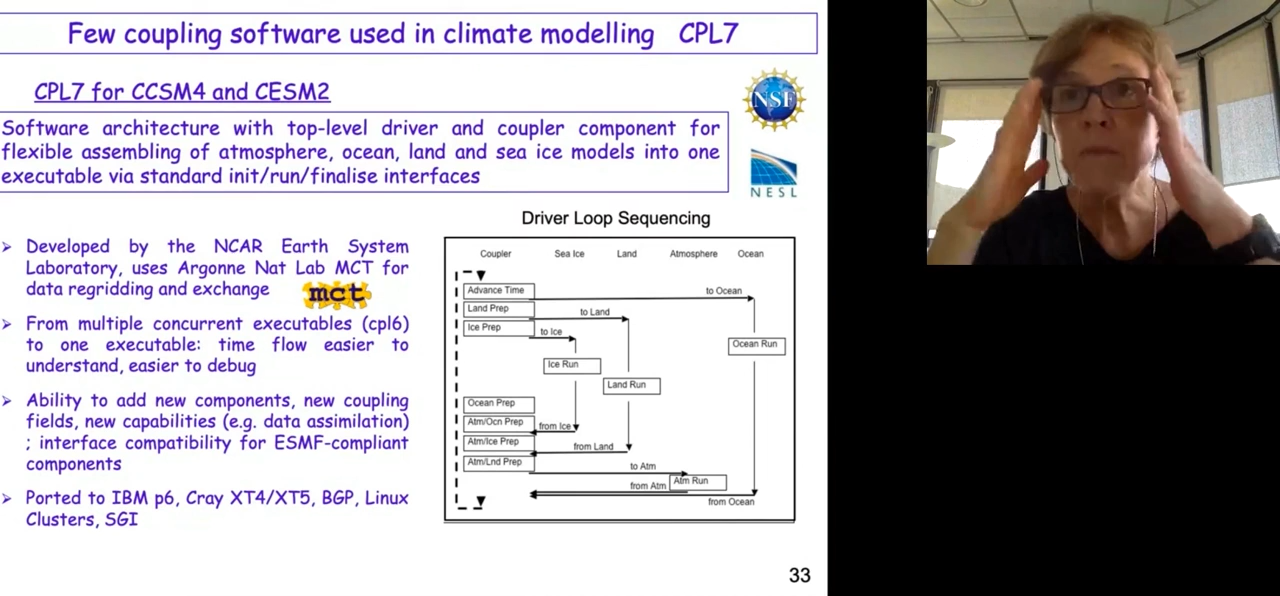 Few coupling software used in climate modelling CPL7
CPL7 for CCSM4 and CESM2
NSF
Software architecture with top-level driver and coupler component for
flexible assembling of atmosphere, ocean, land and sea ice models into one
executable via standard init/run/finalise interfaces
NESL
➢ Developed by the NCAR Earth System
Laboratory, uses Argonne Nat Lab MCT for
data regridding and exchange
mct
➢ From multiple concurrent executables (cpl6)
to one executable: time flow easier to
understand, easier to debug
➢ Ability to add new components, new coupling
fields, new capabilities (e.g. data assimilation)
; interface compatibility for ESMF-compliant
components
➢ Ported to IBM p6, Cray XT4/XT5, BGP, Linux
Clusters, SGI
Driver Loop Sequencing
Coupler Sea Ice Land Atmosphere Ocean
Advance Time
to Ocean
Land Prep
to Land
Ice Prep
to Ice
Ocean Run
Ice Run
Land Run
Ocean Prep
Atm/Ocn Prep
from Ice
Atm/Ice Prep
from Land
Atm/Lnd Prep
to Atm
Atm Run
from Atm
from Ocean
33